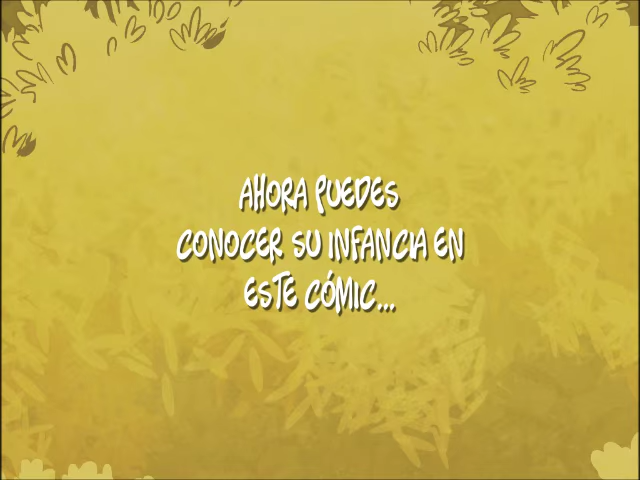 AHORA PUEDES
CONOCER SU INFANCIA EN
ESTE CÓMIC...